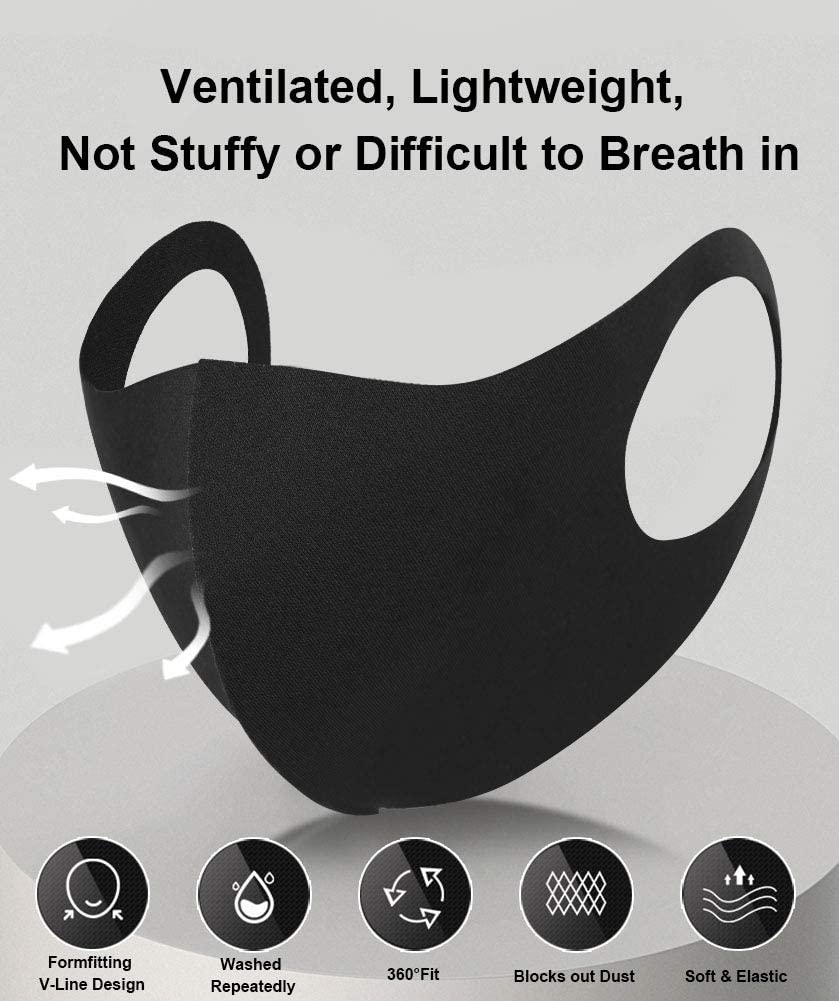 Ventilated, Lightweight,
Not Stuffy or Difficult to Breath in
Formfitting
V-Line Design
Washed
Repeatedly
360°Fit
Blocks out Dust
Soft & Elastic